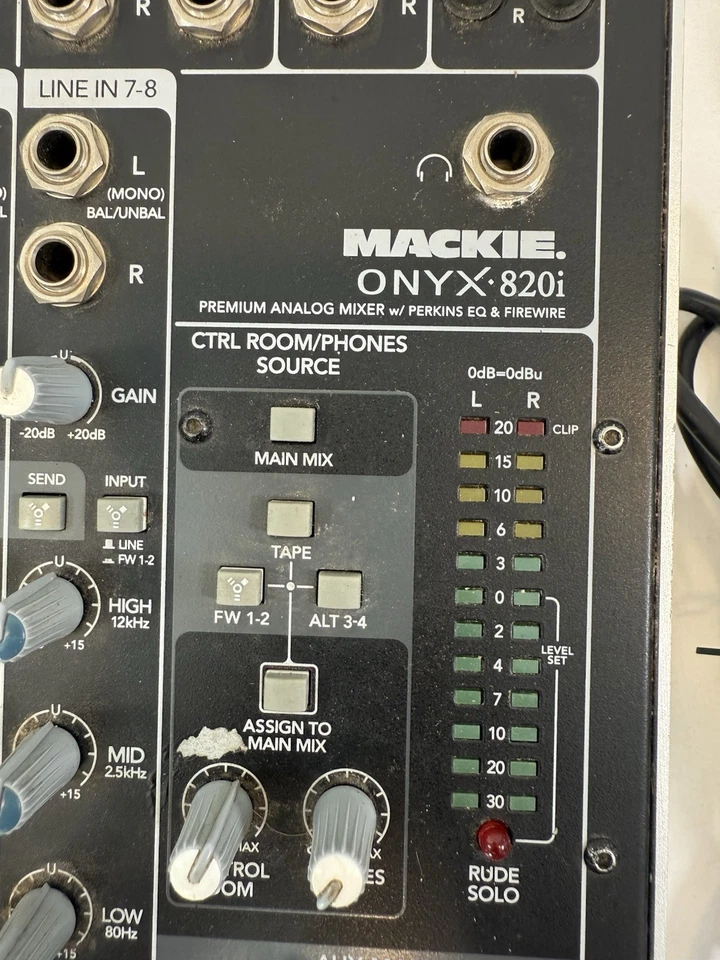 R
R
R
LINE IN 7-8
L
(MONO)
BAL/UNBAL
R
MACKIE.
ONYX·820i
PREMIUM ANALOG MIXER w/ PERKINS EQ & FIREWIRE
CTRL ROOM/PHONES
SOURCE
MAIN MIX
TAPE
FW 1-2
ALT 3-4
ASSIGN TO
MAIN MIX
0dB=0dBu
L R
20 CLIP
15
10
6
3
0
2
4
7
10
20
30
LEVEL
SET
RUDE
SOLO
U
GAIN
-20dB +20dB
SEND
INPUT
LINE
FW 1-2
U
HIGH
12kHz
+15
U
MID
2.5kHz
+15
U
LOW
80Hz
+15